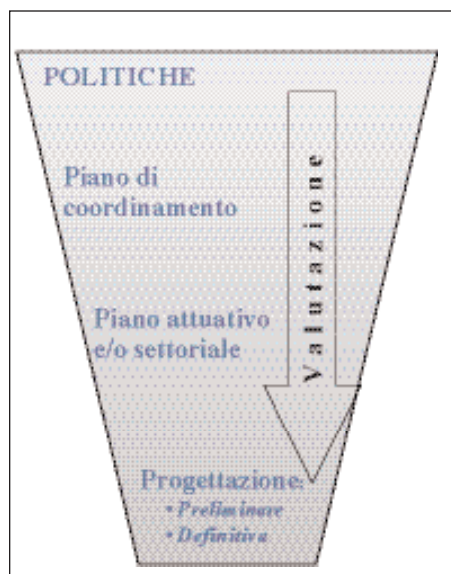 POLITICHE
Piano di
coordinamento
Piano attuativo
e/o settoriale
Valutazione
Progettazione:
• Preliminare
• Definitiva